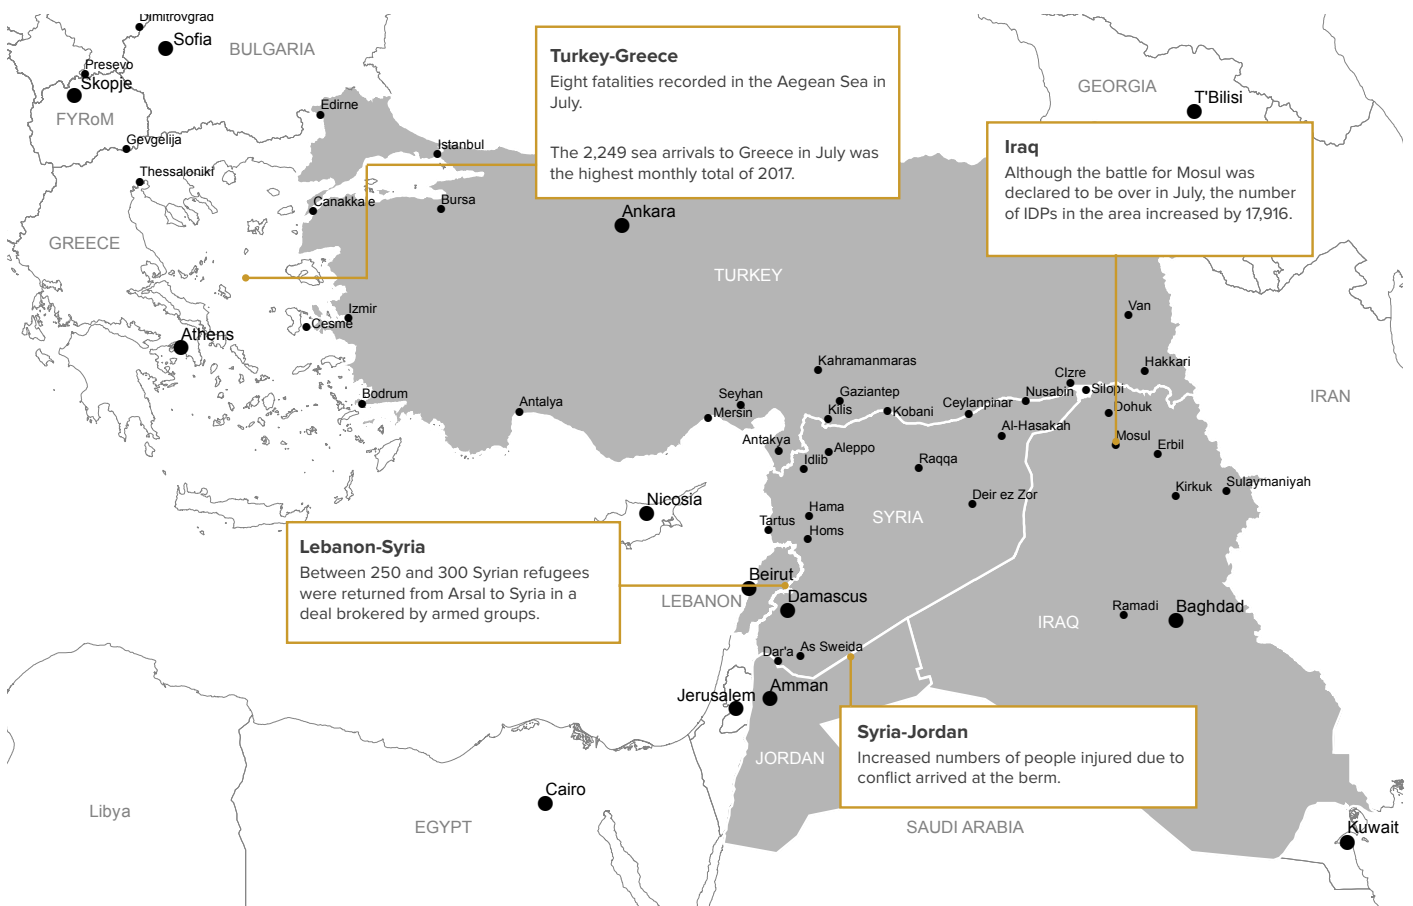 Dimitrovgrad
Sofia
BULGARIA
Presevo
Skopje
FYRoM
Gevgelija
Thessaloniki
GREECE
Athens
Edirne
Istanbul
Canakkale
Bursa
Izmir
Cesme
Bodrum
Antalya
Turkey-Greece
Eight fatalities recorded in the Aegean Sea in
July.
The 2,249 sea arrivals to Greece in July was
the highest monthly total of 2017.
Ankara
TURKEY
GEORGIA
T'Bilisi
Iraq
Although the battle for Mosul was
declared to be over in July, the number
of IDPs in the area increased by 17,916.
Van
Hakkari
IRAN
Kahramanmaras
Gaziantep
Seyhan
Mersin
Kilis
Kobani
Ceylanpinar
Nusabin
CIzre
Silopi
Dohuk
Al-Hasakah
Mosul
Erbil
Antakya
Idlib
Aleppo
Raqqa
Kirkuk
Sulaymaniyah
Deir ez Zor
Nicosia
Tartus
Hama
Homs
SYRIA
Lebanon-Syria
Between 250 and 300 Syrian refugees
were returned from Arsal to Syria in a
deal brokered by armed groups.
Beirut
LEBANON
Damascus
Ramadi
Baghdad
IRAQ
Dar'a
As Sweida
Jerusalem
Amman
JORDAN
Syria-Jordan
Increased numbers of people injured due to
conflict arrived at the berm.
Cairo
Libya
EGYPT
SAUDI ARABIA
Kuwait